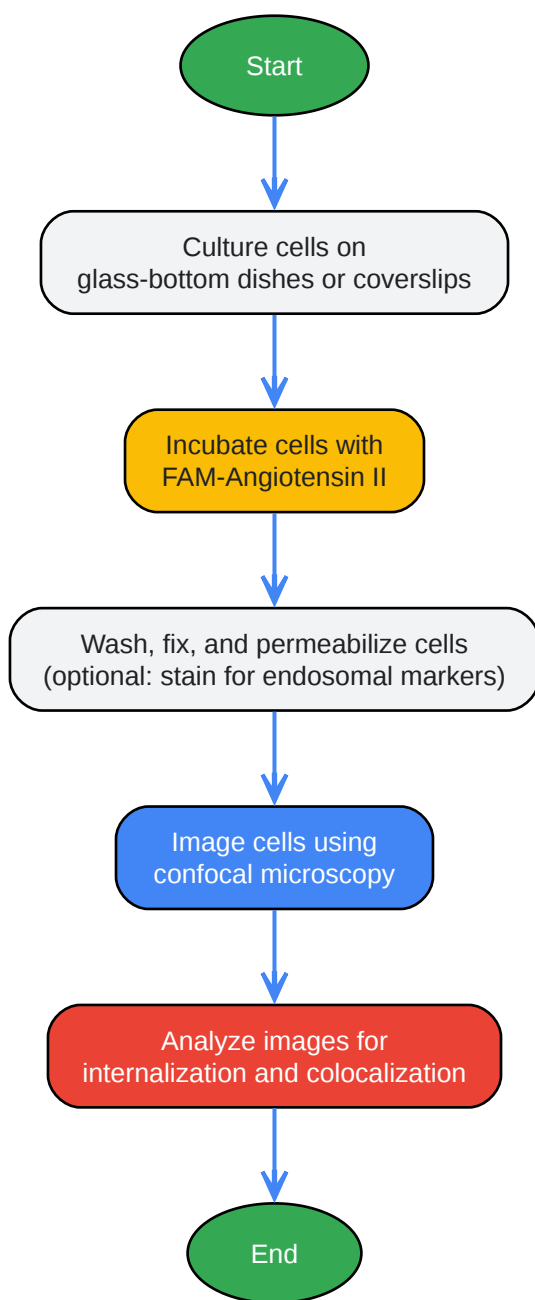 Start
Culture cells on
glass-bottom dishes or coverslips
Incubate cells with
FAM-Angiotensin II
Wash, fix, and permeabilize cells
(optional: stain for endosomal markers)
Image cells using
confocal microscopy
Analyze images for
internalization and colocalization
End